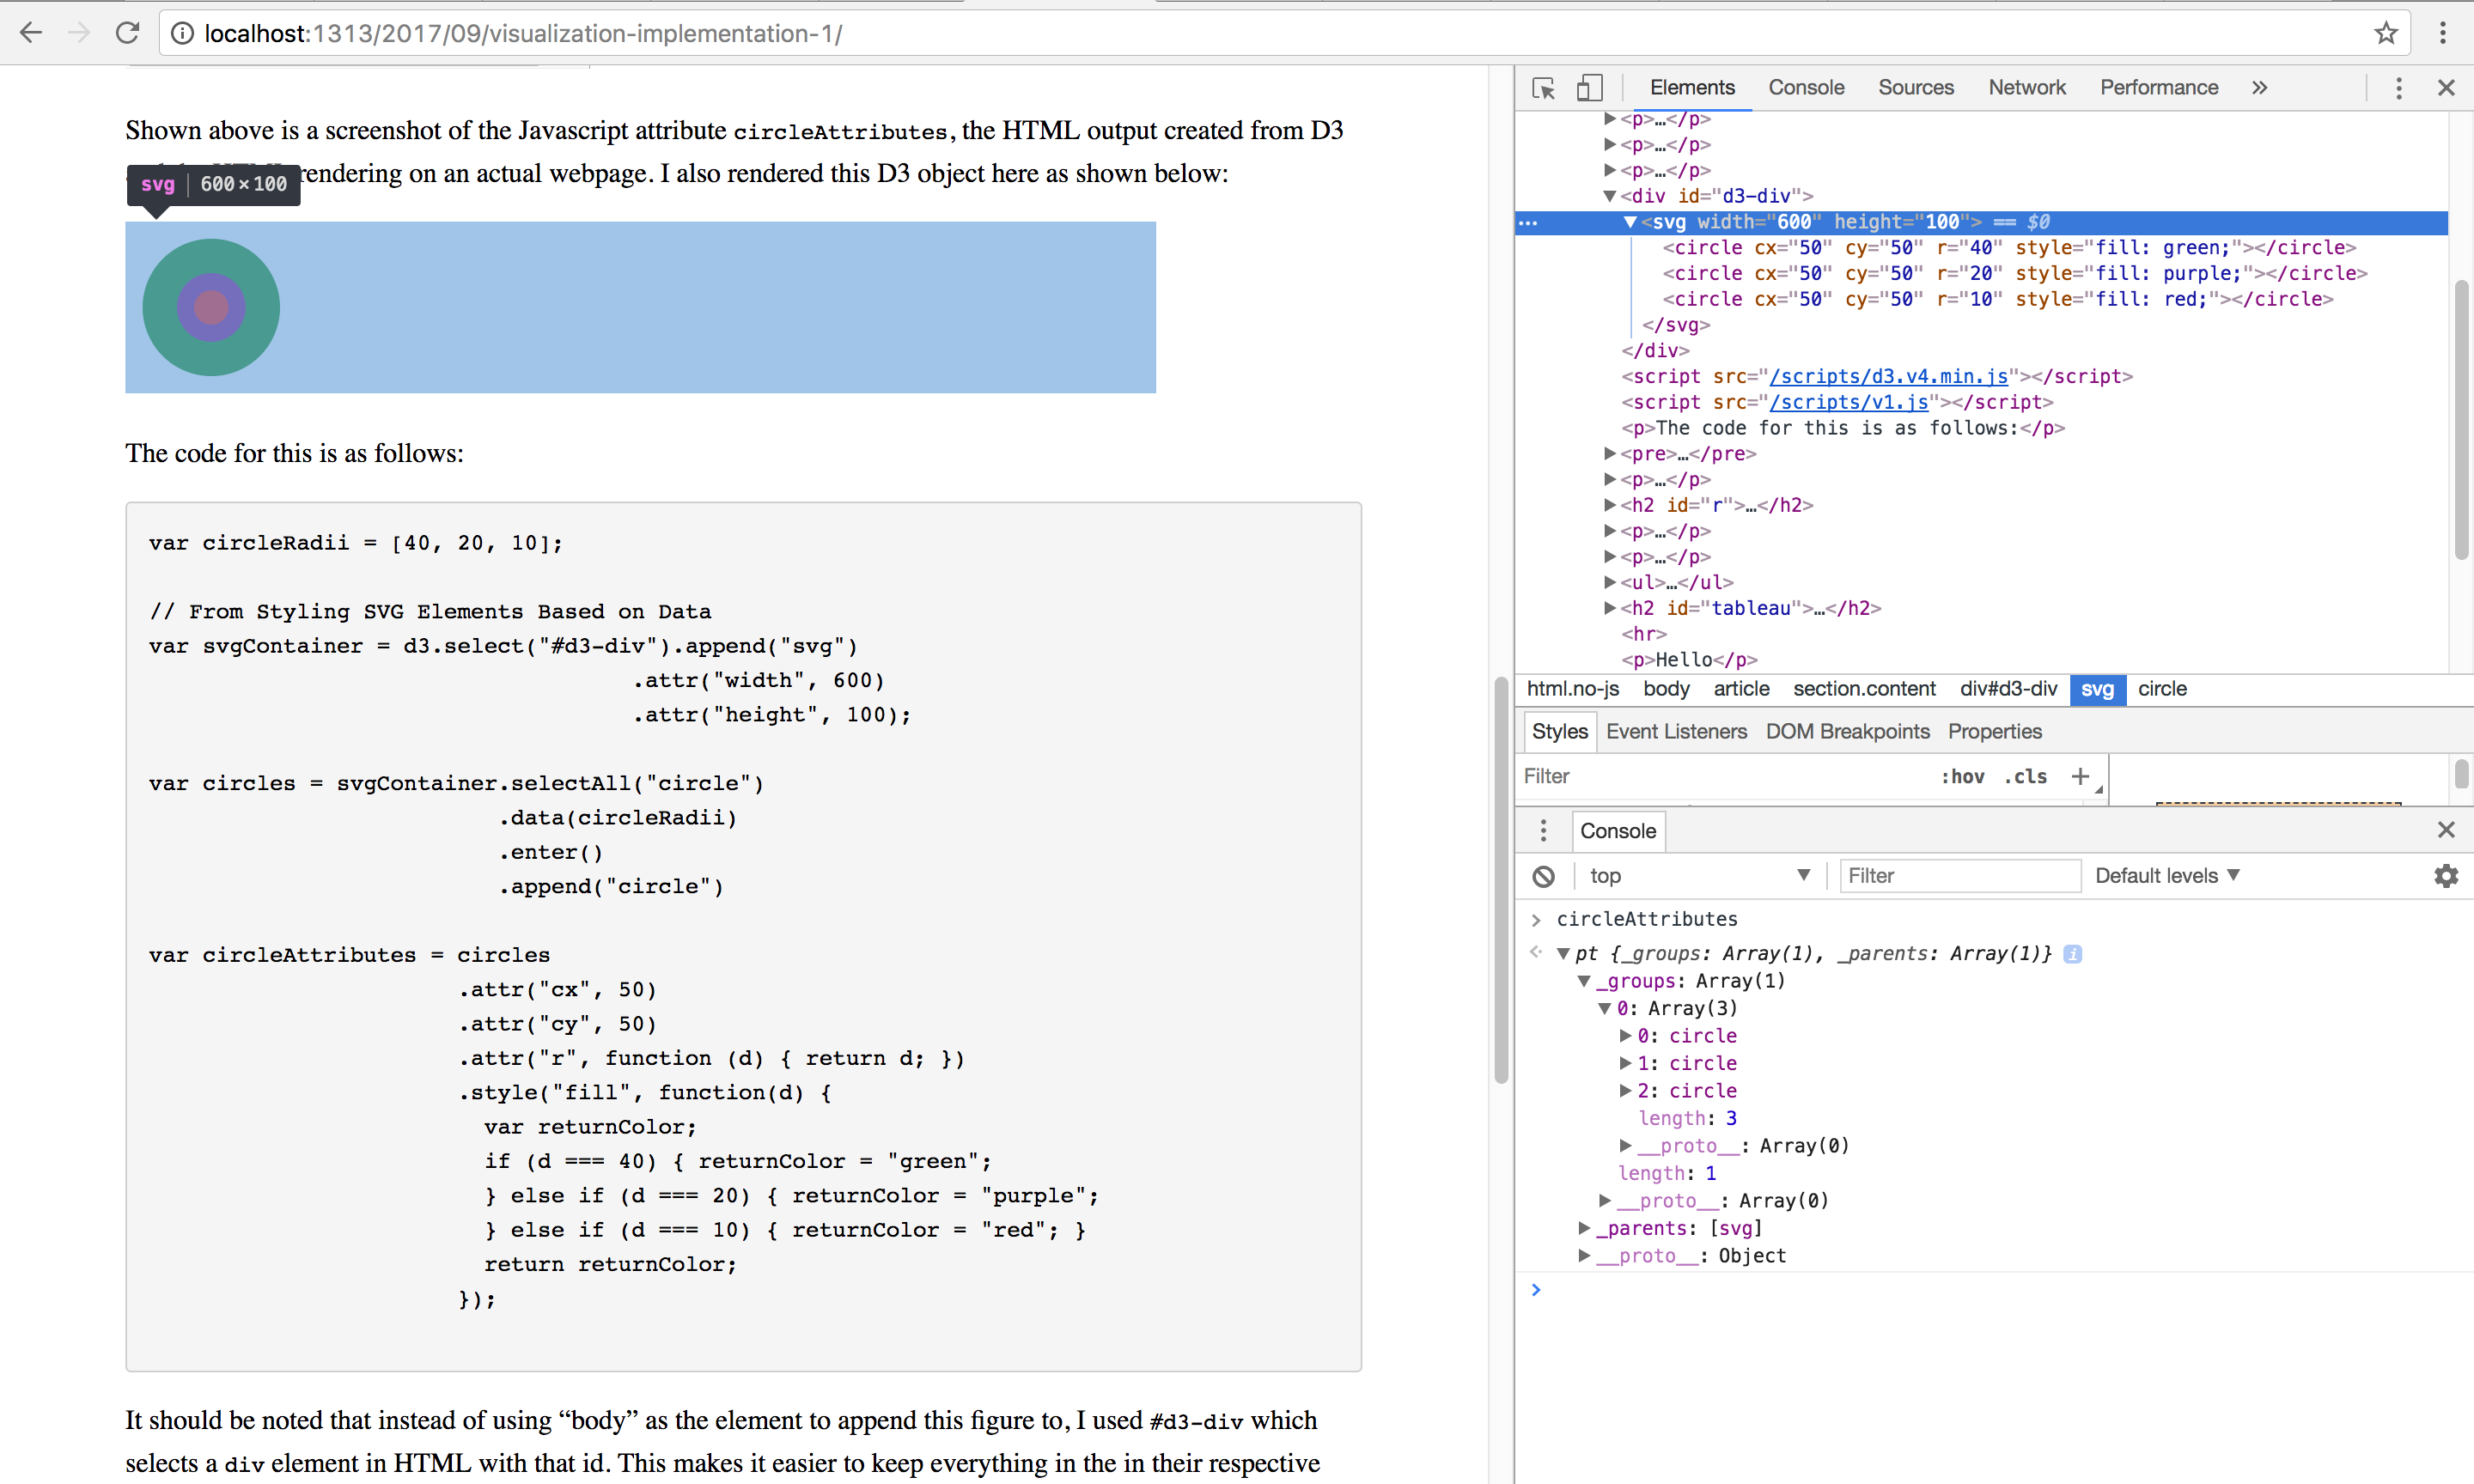 localhost:1313/2017/09/visualization-implementation-1/
Shown above is a screenshot of the Javascript attribute circleAttributes, the HTML output created from D3
rendering on an actual webpage. I also rendered this D3 object here as shown below:
svg 600×100
The code for this is as follows:
var circleRadii = [40, 20, 10];
// From Styling SVG Elements Based on Data
var svgContainer = d3.select("#d3-div").append("svg")
.attr("width", 600)
.attr("height", 100);
var circles = svgContainer.selectAll("circle")
.data(circleRadii)
.enter()
.append("circle")
var circleAttributes = circles
.attr("cx", 50)
.attr("cy", 50)
.attr("r", function (d) { return d; })
.style("fill", function(d) {
var returnColor;
if (d === 40) { returnColor = "green";
} else if (d === 20) { returnColor = "purple";
} else if (d === 10) { returnColor = "red"; }
return returnColor;
});
It should be noted that instead of using “body” as the element to append this figure to, I used #d3-div which
selects a div element in HTML with that id. This makes it easier to keep everything in the in their respective
Elements Console Sources Network Performance »
<p>…</p>
<p>…</p>
<p>…</p>
<div id="d3-div">
… <svg width="600" height="100"> == $0
<circle cx="50" cy="50" r="40" style="fill: green;"></circle>
<circle cx="50" cy="50" r="20" style="fill: purple;"></circle>
<circle cx="50" cy="50" r="10" style="fill: red;"></circle>
</svg>
</div>
<script src="/scripts/d3.v4.min.js"></script>
<script src="/scripts/v1.js"></script>
<p>The code for this is as follows:</p>
<pre>…</pre>
<p>…</p>
<h2 id="r">…</h2>
<p>…</p>
<p>…</p>
<ul>…</ul>
<h2 id="tableau">…</h2>
<hr>
<p>Hello</p>
html.no-js body article section.content div#d3-div svg circle
Styles Event Listeners DOM Breakpoints Properties
Filter :hov .cls +
Console
top Filter Default levels
> circleAttributes
pt {_groups: Array(1), _parents: Array(1)} i
_groups: Array(1)
0: Array(3)
0: circle
1: circle
2: circle
length: 3
__proto__: Array(0)
length: 1
__proto__: Array(0)
_parents: [svg]
__proto__: Object
>